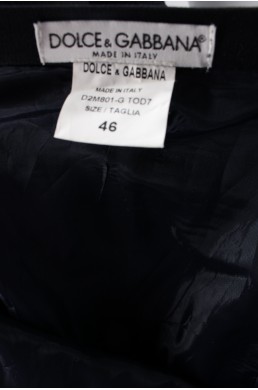 DOLCE & GABBANA®
MADE IN ITALY
DOLCE & GABBANA
MADE IN ITALY
D2M801-G TOD7
SIZE / TAGLIA
46